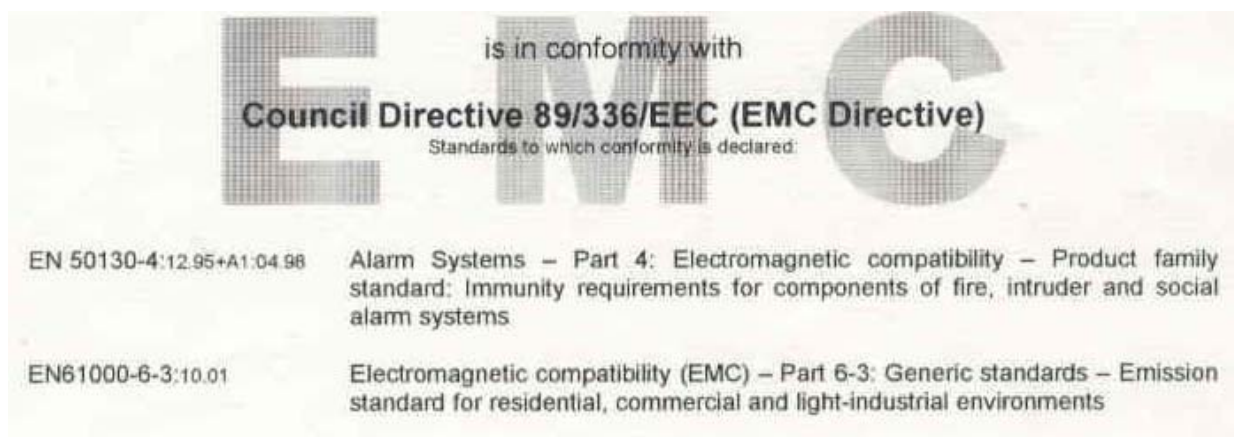 EMC
is in conformity with
Council Directive 89/336/EEC (EMC Directive)
Standards to which conformity is declared:
EN 50130-4:12.95+A1:04.98 Alarm Systems – Part 4: Electromagnetic compatibility – Product family
standard: Immunity requirements for components of fire, intruder and social
alarm systems
EN61000-6-3:10.01 Electromagnetic compatibility (EMC) – Part 6-3: Generic standards – Emission
standard for residential, commercial and light-industrial environments